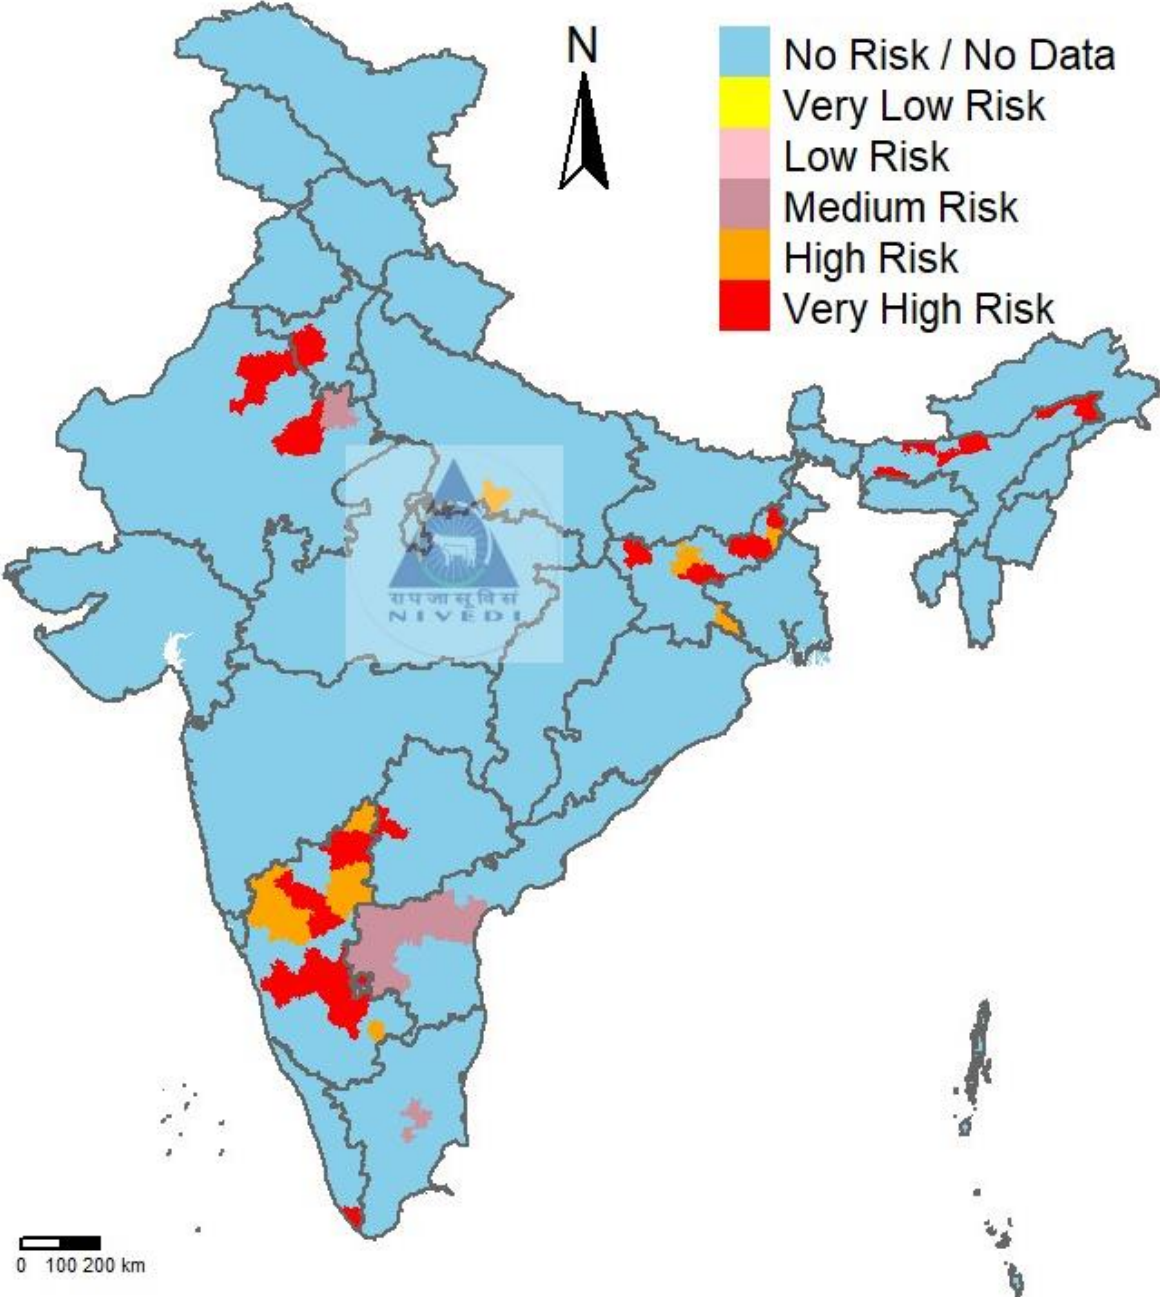 N
No Risk / No Data
Very Low Risk
Low Risk
Medium Risk
High Risk
Very High Risk
राप जा सू वि सं
NIVEDI
0 100 200 km